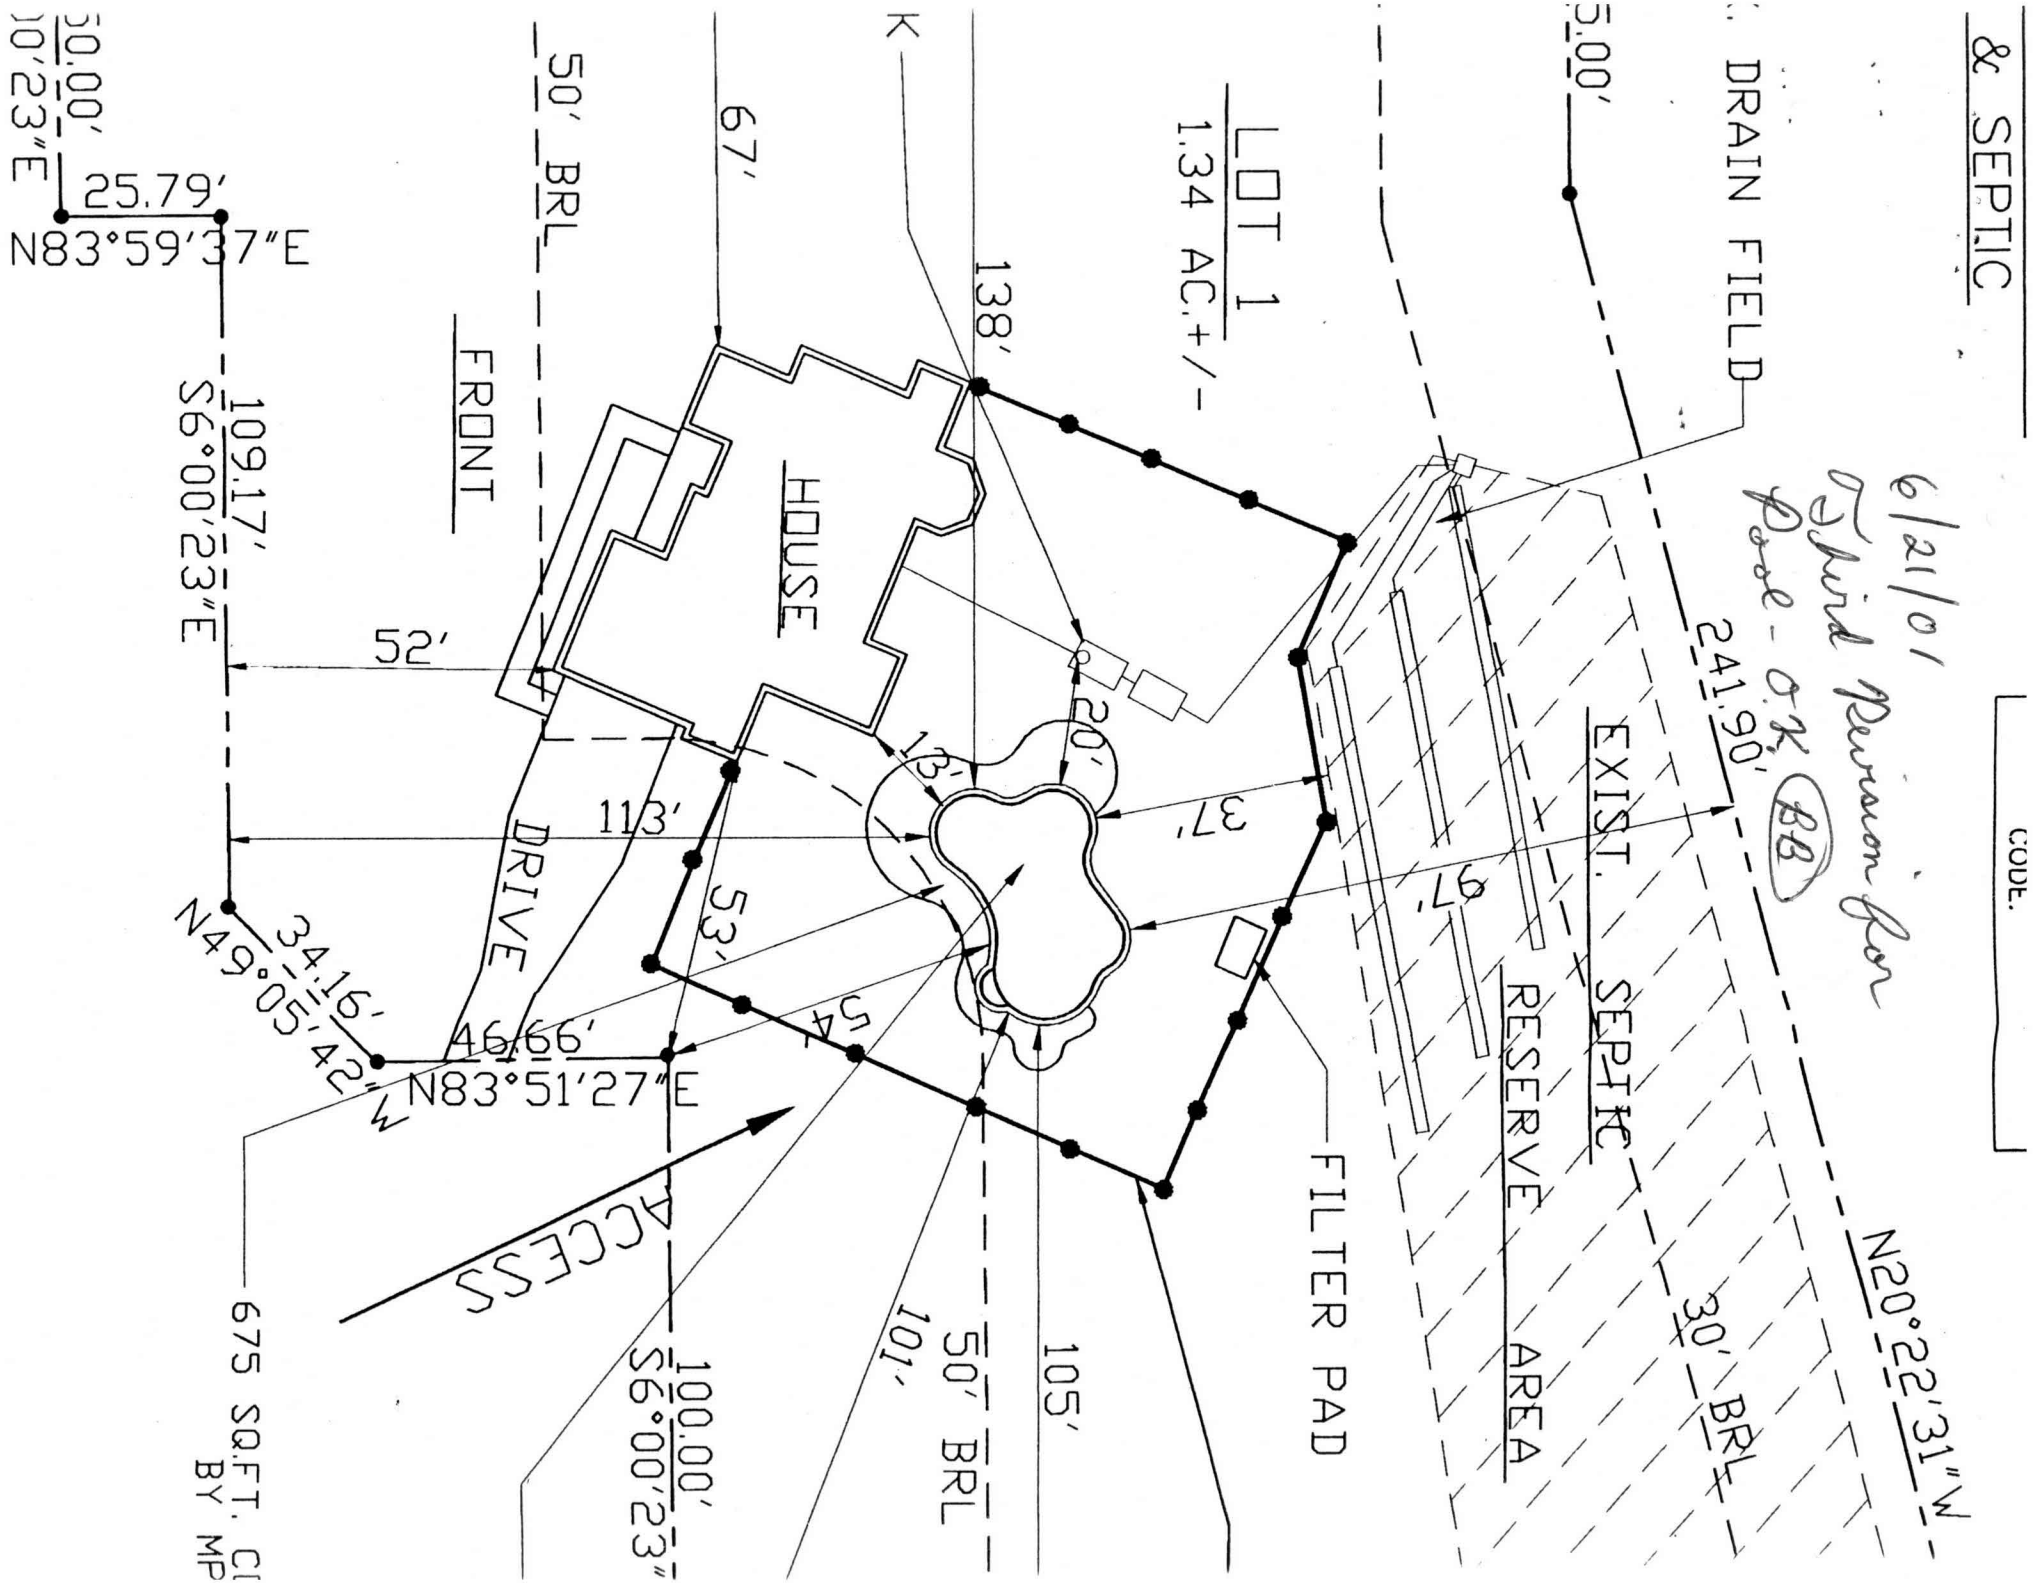 & SEPTIC
CODE.
6/21/01
Third Revision for
Pool - O.K. BB
DRAIN FIELD
5.00'
241.90'
N20°22'31"W
30' BRL
EXIST. SEPTIC
RESERVE AREA
FILTER PAD
LOT 1
1.34 AC.+/-
37'
97'
K
138'
20'
13'
105'
50' BRL
101'
67'
HOUSE
53'
54'
113'
100.00'
S6°00'23"
ACCESS
50' BRL
DRIVE
FRONT
52'
46.66'
N83°51'27"E
34.16'
N49°05'42"W
109.17'
S6°00'23"E
675 SQ.FT.
BY
25.79'
N83°59'37"E
50.00'
00'23"E